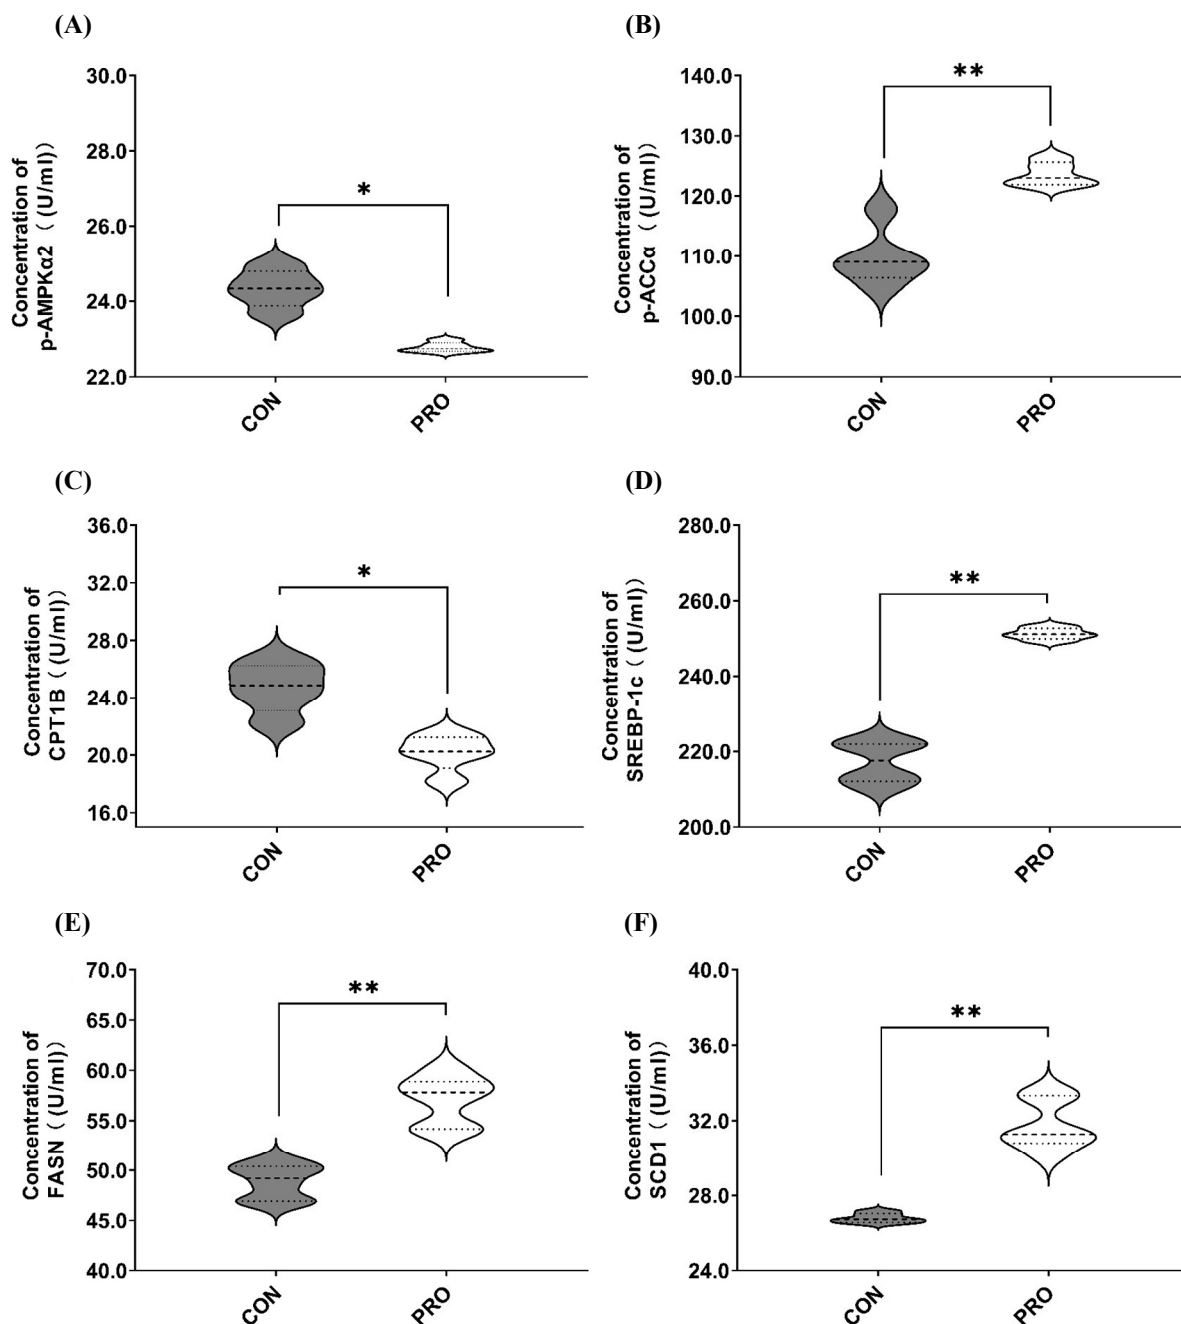 (A)
Concentration of
p-AMPKα2（ (U/ml)）
30.0
28.0
26.0
24.0
22.0
*
CON
PRO
(B)
Concentration of
p-ACCα（ (U/ml)）
140.0
130.0
120.0
110.0
100.0
90.0
**
CON
PRO
(C)
Concentration of
CPT1B（ (U/ml)）
36.0
32.0
28.0
24.0
20.0
16.0
*
CON
PRO
(D)
Concentration of
SREBP-1c（ (U/ml)）
280.0
260.0
240.0
220.0
200.0
**
CON
PRO
(E)
Concentration of
FASN（ (U/ml)）
70.0
65.0
60.0
55.0
50.0
45.0
40.0
**
CON
PRO
(F)
Concentration of
SCD1（ (U/ml)）
40.0
36.0
32.0
28.0
24.0
**
CON
PRO